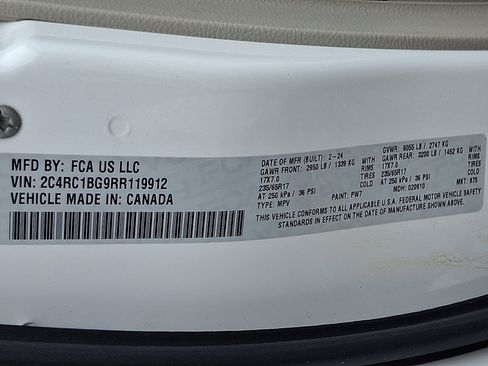 MFD BY: FCA US LLC
VIN: 2C4RC1BG9RR119912
VEHICLE MADE IN: CANADA
DATE OF MFR (BUILT): 2-24
GAWR FRONT: 2950 LB / 1339 KG WITH
17X7.0 RIMS
235/65R17 TIRES
AT 250 kPa / 36 PSI
TYPE: MPV PAINT: PW7
GVWR: 6055 LB / 2747 KG
GAWR REAR: 3200 LB / 1452 KG WITH
17X7.0 RIMS
235/65R17 TIRES
AT 250 kPa / 36 PSI
MDH: 020910 HUE: 875
THIS VEHICLE CONFORMS TO ALL APPLICABLE U.S.A. FEDERAL MOTOR VEHICLE SAFETY
STANDARDS IN EFFECT ON THE DATE OF MANUFACTURE SHOWN ABOVE.